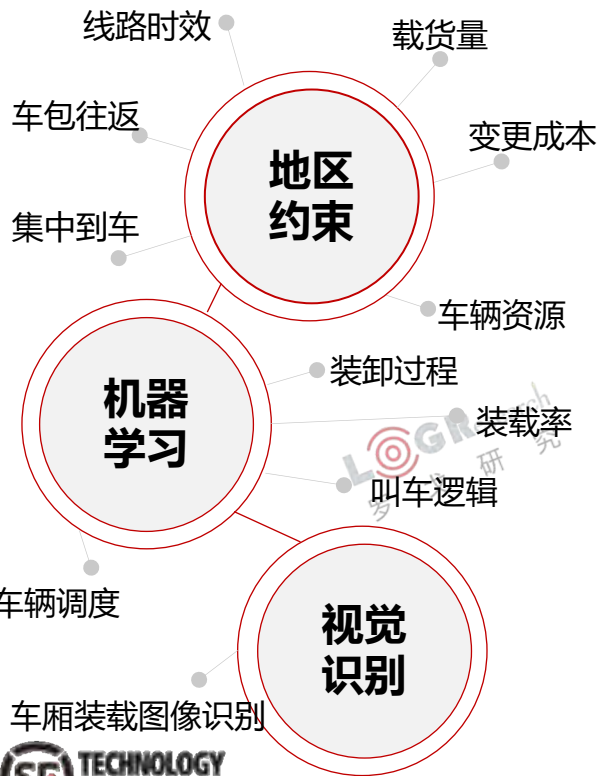 线路时效
载货量
车包往返
变更成本
地区
约束
集中到车
车辆资源
装卸过程
机器
学习
装载率
叫车逻辑
车辆调度
视觉
识别
车厢装载图像识别
TECHNOLOGY